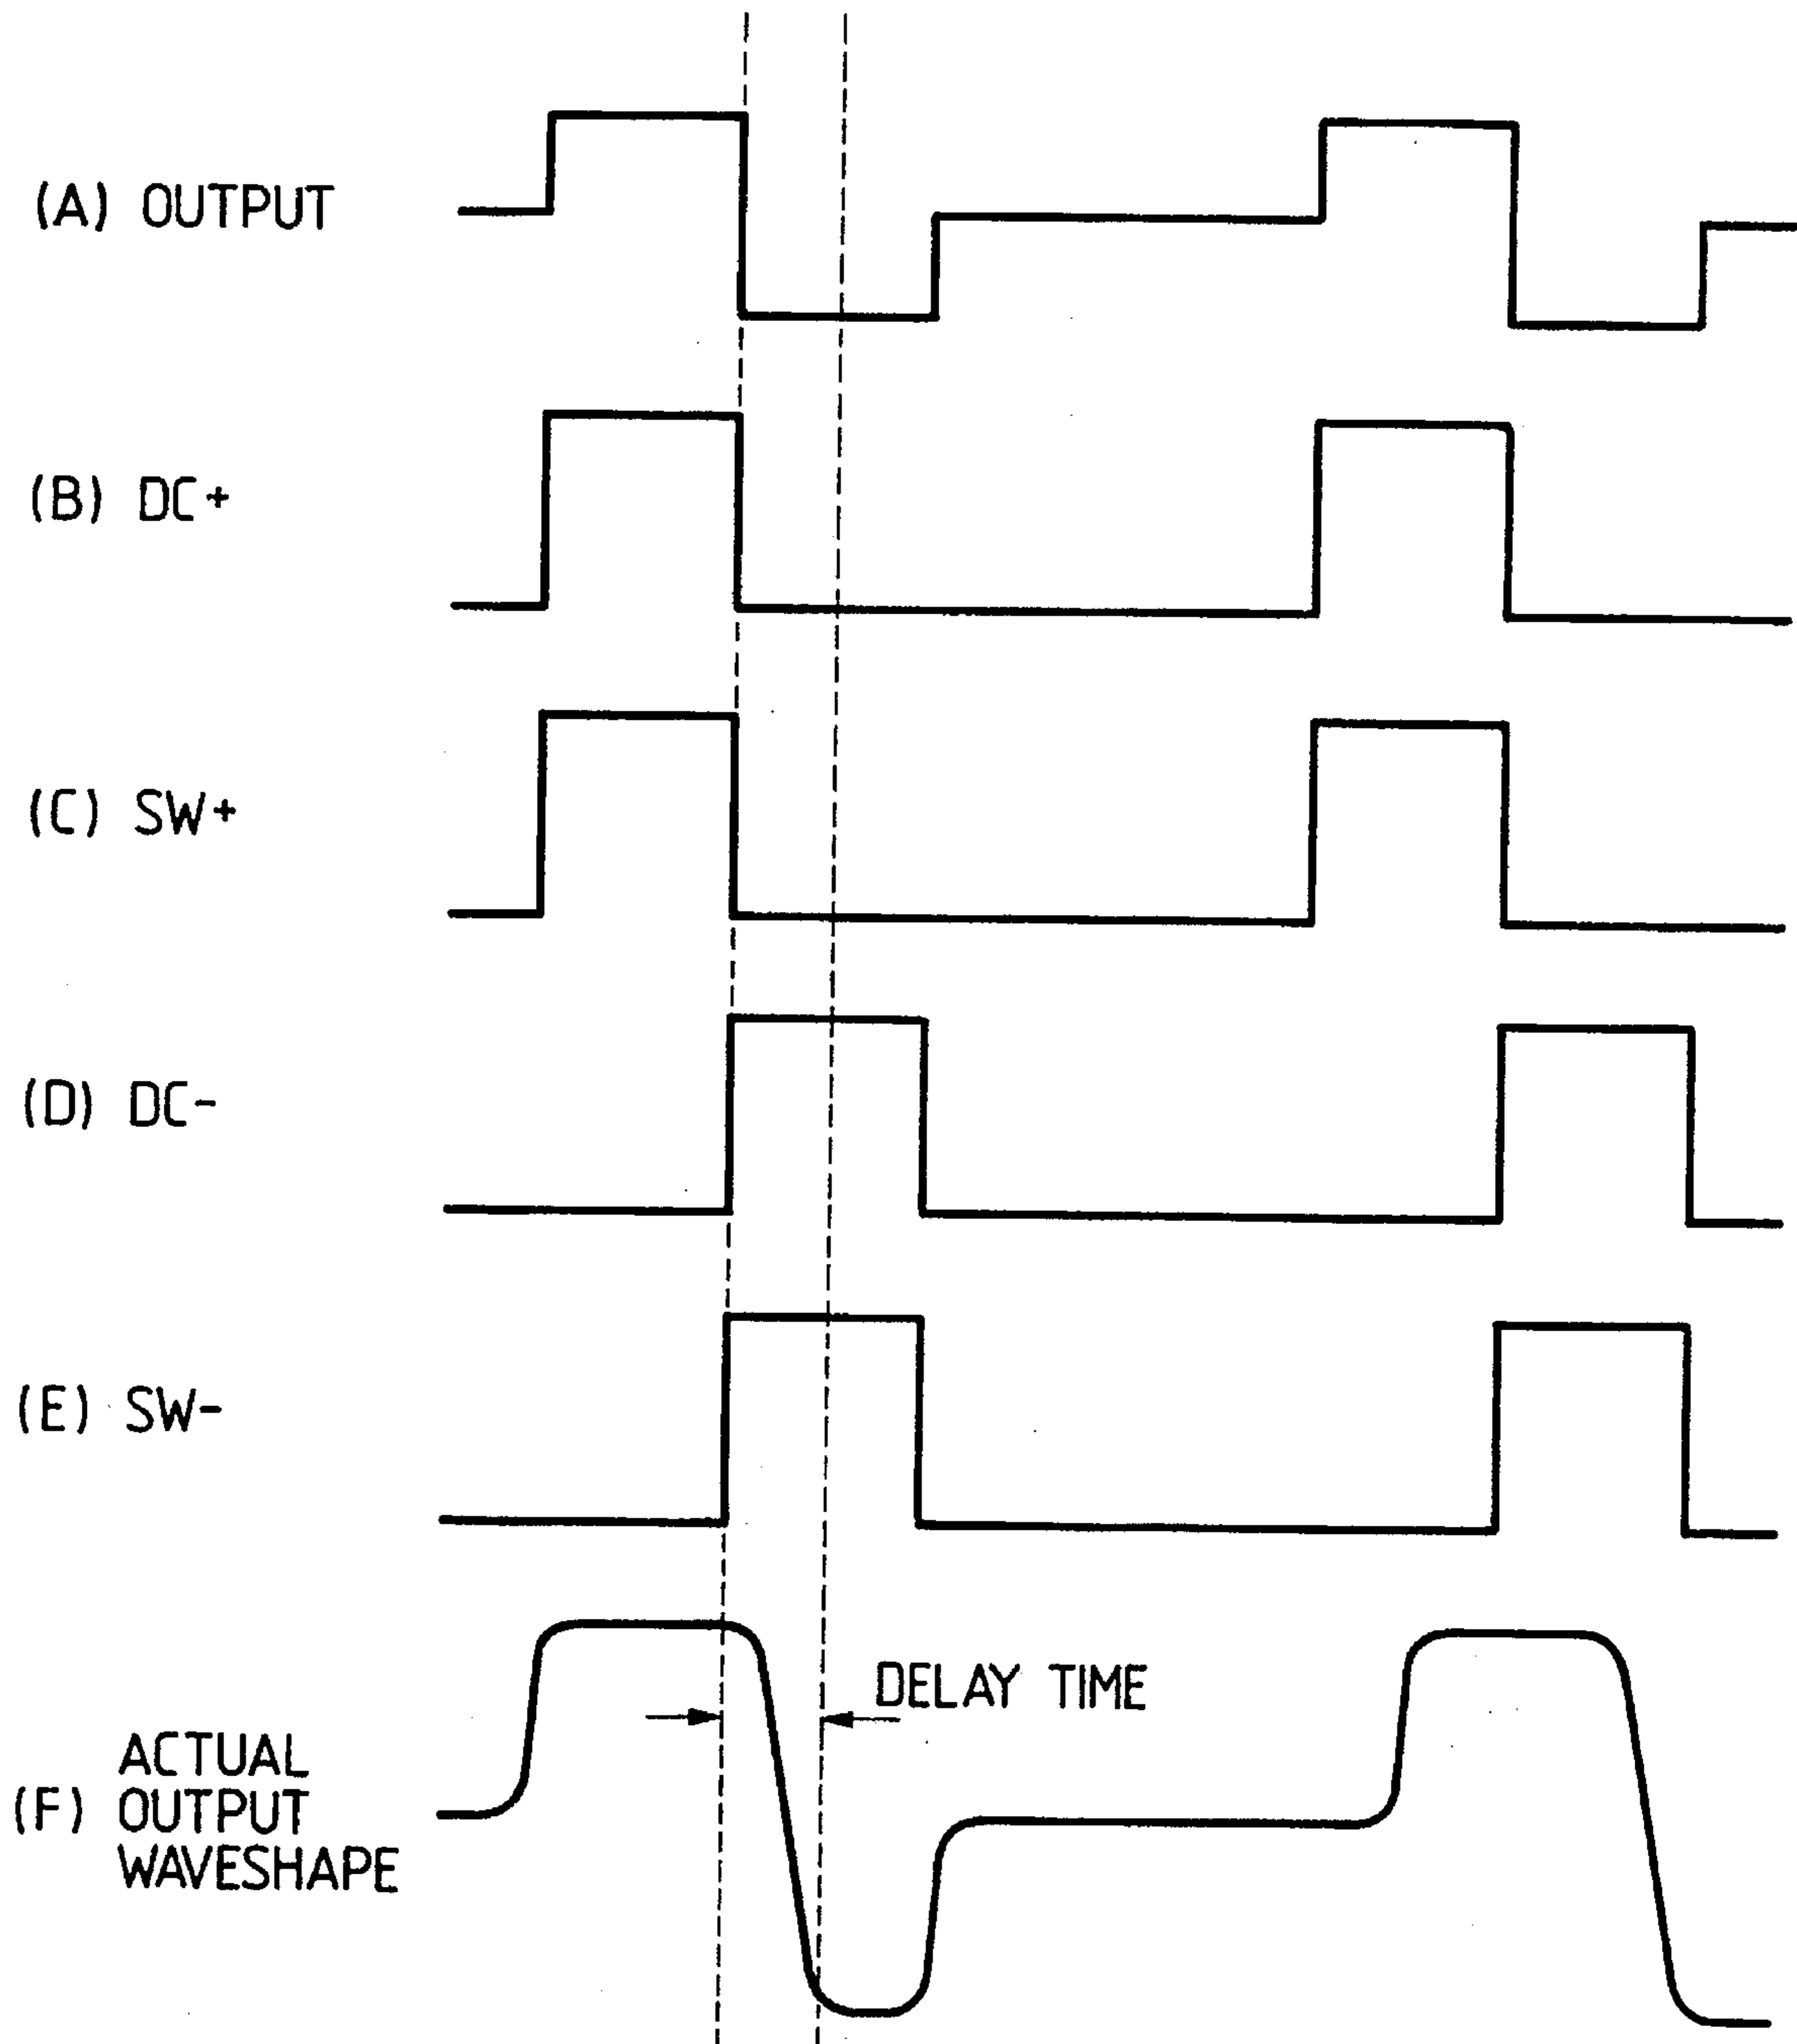 (A) OUTPUT
(B) DC+
(C) SW+
(D) DC-
(E) SW-
DELAY TIME
(F) ACTUAL
OUTPUT
WAVESHAPE